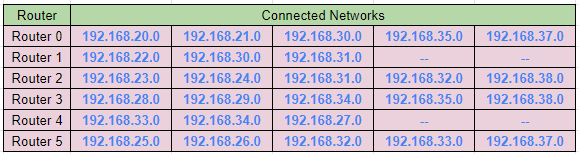 Router Connected Networks
Router 0 192.168.20.0 192.168.21.0 192.168.30.0 192.168.35.0 192.168.37.0
Router 1 192.168.22.0 192.168.30.0 192.168.31.0 -- --
Router 2 192.168.23.0 192.168.24.0 192.168.31.0 192.168.32.0 192.168.38.0
Router 3 192.168.28.0 192.168.29.0 192.168.34.0 192.168.35.0 192.168.38.0
Router 4 192.168.33.0 192.168.34.0 192.168.27.0 -- --
Router 5 192.168.25.0 192.168.26.0 192.168.32.0 192.168.33.0 192.168.37.0